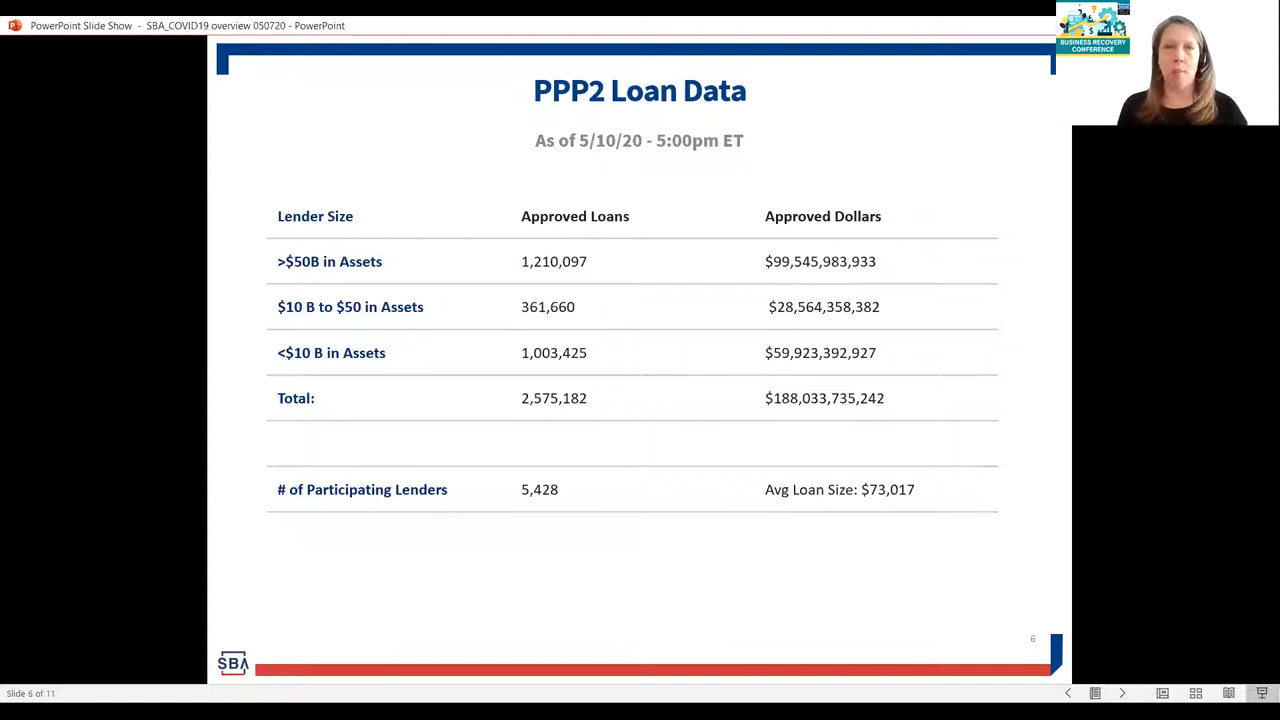 PowerPoint Slide Show - SBA_COVID19 overview 050720 - PowerPoint
BUSINESS RECOVERY
CONFERENCE
PPP2 Loan Data
As of 5/10/20 - 5:00pm ET
Lender Size Approved Loans Approved Dollars
>$50B in Assets 1,210,097 $99,545,983,933
$10 B to $50 in Assets 361,660 $28,564,358,382
<$10 B in Assets 1,003,425 $59,923,392,927
Total: 2,575,182 $188,033,735,242
# of Participating Lenders 5,428 Avg Loan Size: $73,017
6
SBA
Slide 6 of 11